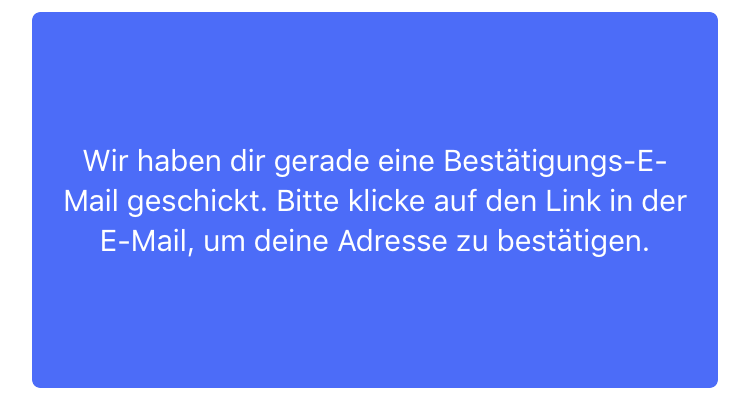 Wir haben dir gerade eine Bestätigungs-E-
Mail geschickt. Bitte klicke auf den Link in der
E-Mail, um deine Adresse zu bestätigen.